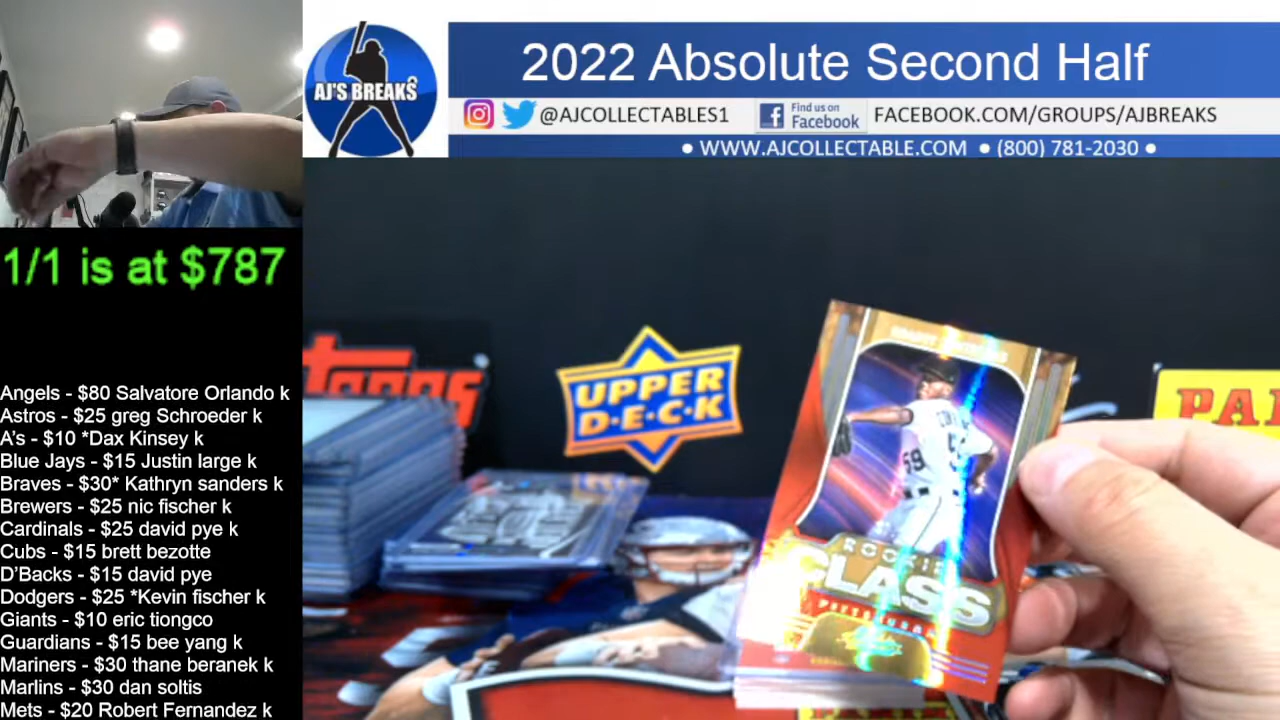 2022 Absolute Second Half
AJ'S BREAKS
@AJCOLLECTABLES1
Find us on
Facebook
FACEBOOK.COM/GROUPS/AJBREAKS
● WWW.AJCOLLECTABLE.COM ● (800) 781-2030 ●
1/1 is at $787
Angels - $80 Salvatore Orlando k
Astros - $25 greg Schroeder k
A's - $10 *Dax Kinsey k
Blue Jays - $15 Justin large k
Braves - $30* Kathryn sanders k
Brewers - $25 nic fischer k
Cardinals - $25 david pye k
Cubs - $15 brett bezotte
D'Backs - $15 david pye
Dodgers - $25 *Kevin fischer k
Giants - $10 eric tiongco
Guardians - $15 bee yang k
Mariners - $30 thane beranek k
Marlins - $30 dan soltis
Mets - $20 Robert Fernandez k
Topps
UPPER
D·E·C·K
PANI
59
ROOKIE
CLASS